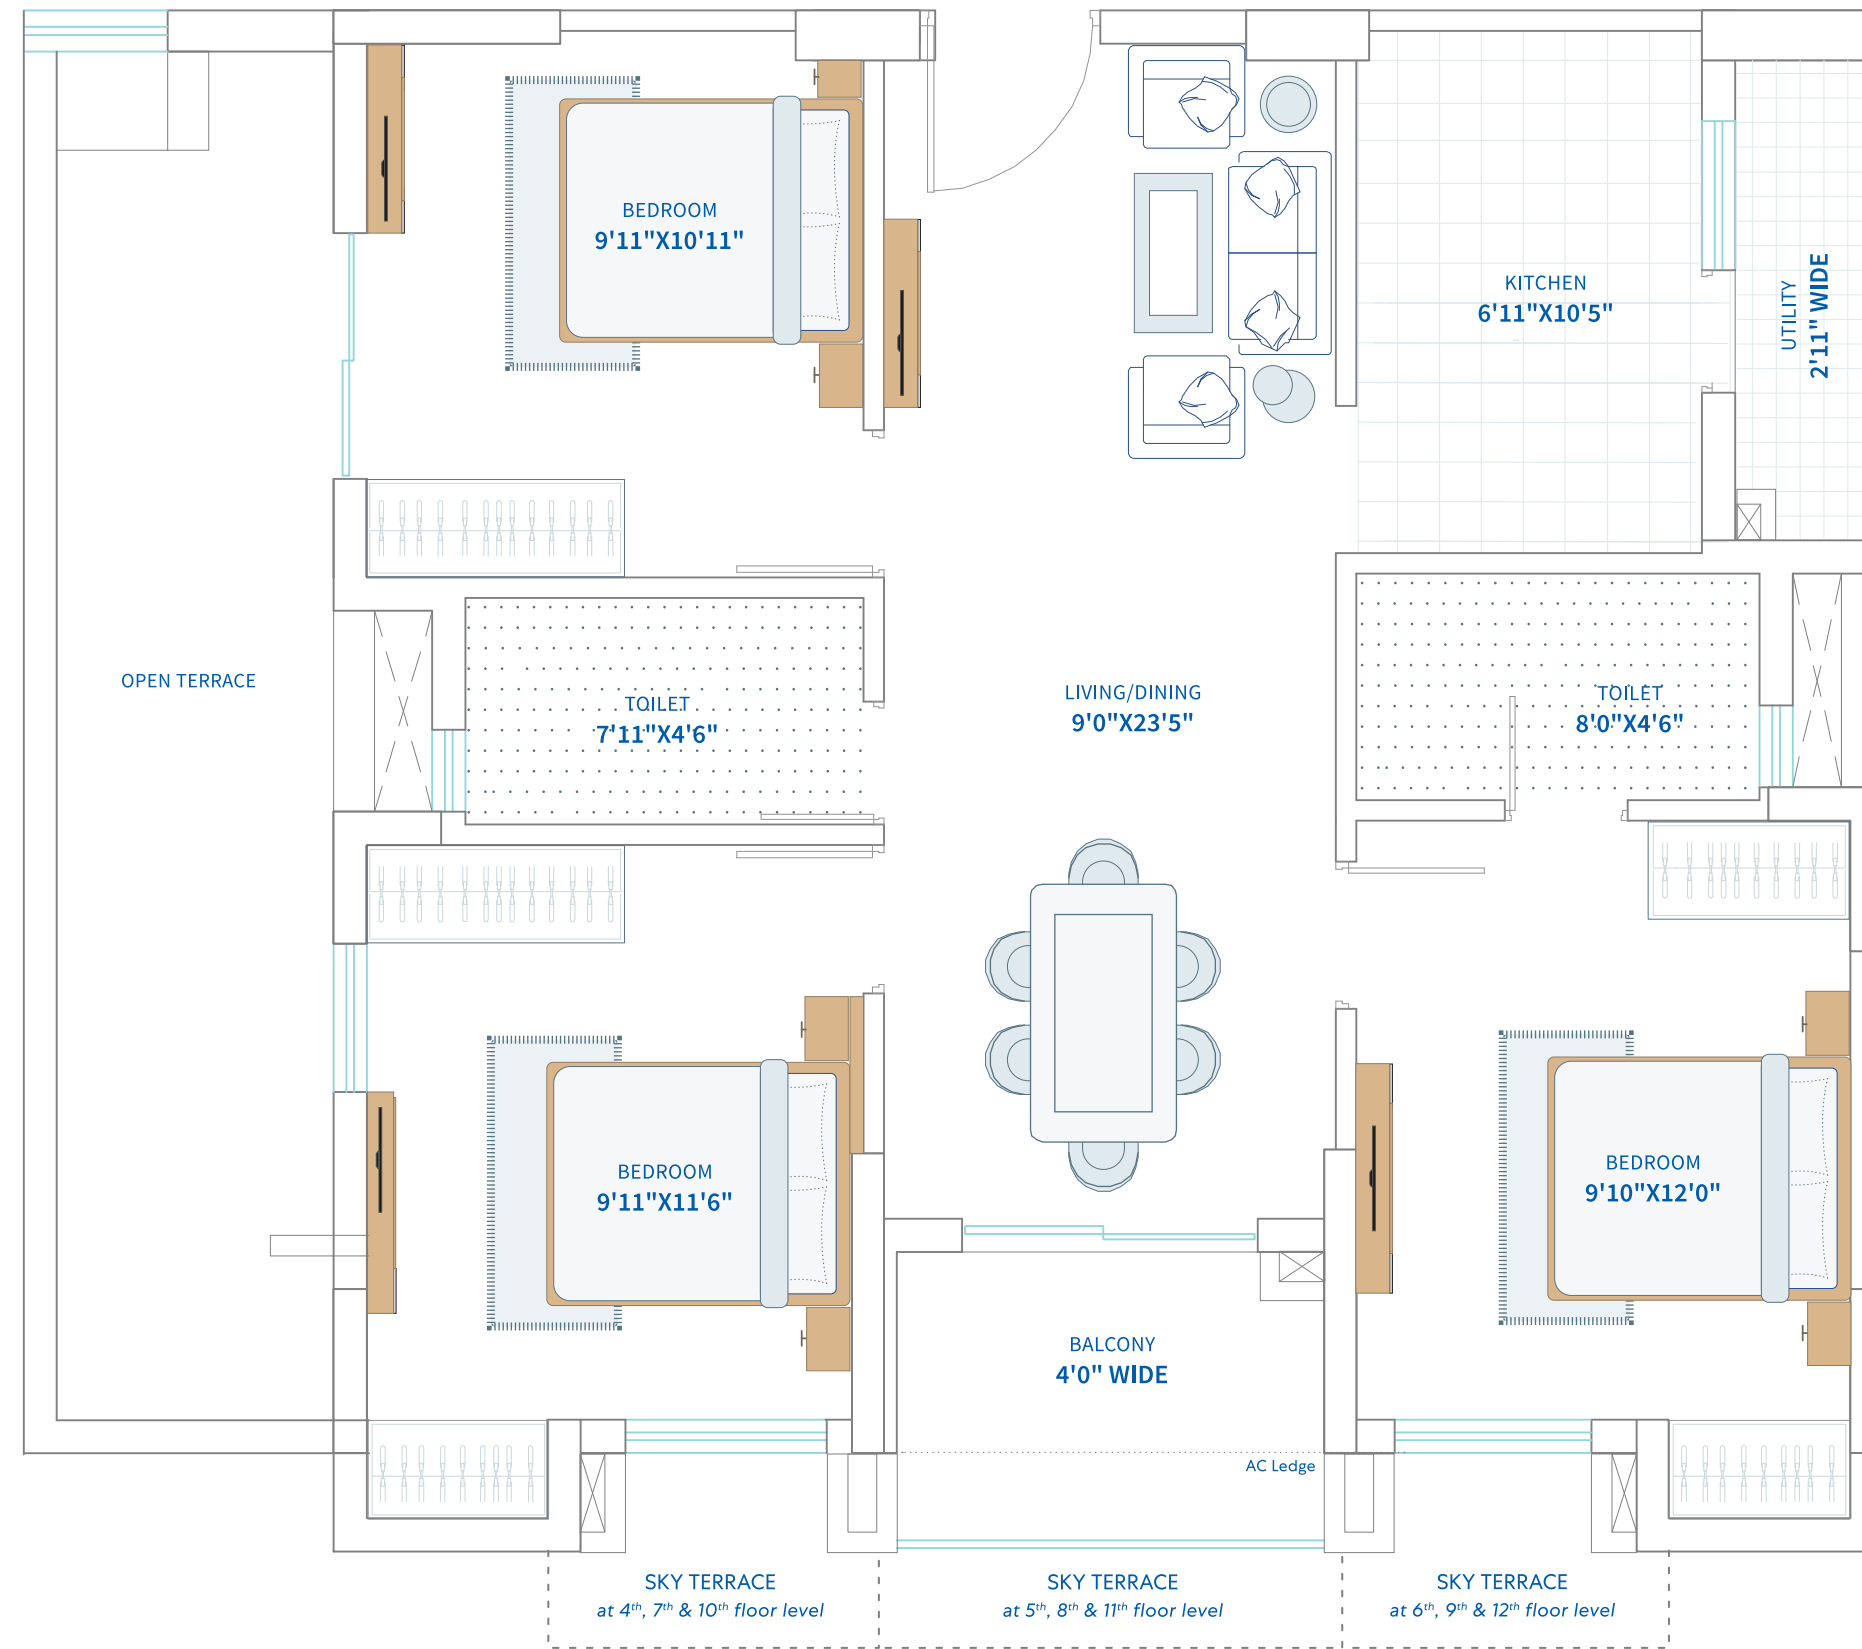 BEDROOM
9'11"X10'11"
KITCHEN
6'11"X10'5"
UTILITY
2'11" WIDE
OPEN TERRACE
TOILET
7'11"X4'6"
LIVING/DINING
9'0"X23'5"
TOILET
8'0"X4'6"
BEDROOM
9'11"X11'6"
BEDROOM
9'10"X12'0"
BALCONY
4'0" WIDE
AC Ledge
SKY TERRACE
at 4th, 7th & 10th floor level
SKY TERRACE
at 5th, 8th & 11th floor level
SKY TERRACE
at 6th, 9th & 12th floor level